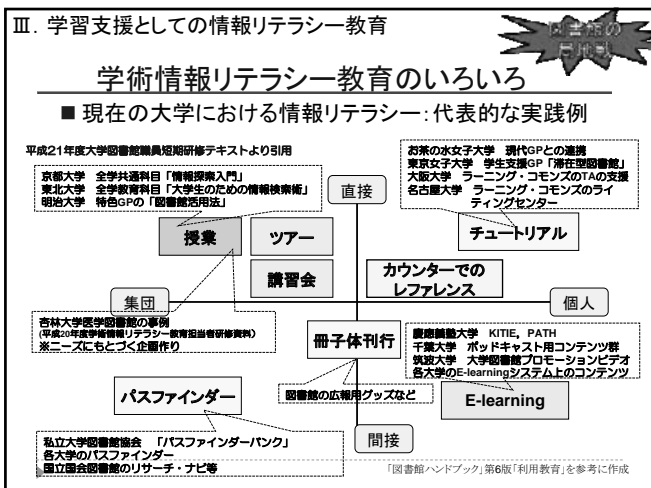 Ⅲ．学習支援としての情報リテラシー教育
図書館の
局地戦
学術情報リテラシー教育のいろいろ
■ 現在の大学における情報リテラシー：代表的な実践例
平成21年度大学図書館職員短期研修テキストより引用
京都大学　全学共通科目「情報探索入門」
東北大学　全学教育科目「大学生のための情報検索術」
明治大学　特色GPの「図書館活用法」
お茶の水女子大学　現代GPとの連携
東京女子大学　学生支援GP「滞在型図書館」
大阪大学　ラーニング・コモンズのTAの支援
名古屋大学　ラーニング・コモンズのライ
ティングセンター
直接
授業
ツアー
チュートリアル
講習会
カウンターでの
レファレンス
集団
個人
杏林大学医学図書館の事例
(平成20年度学術情報リテラシー教育担当者研修資料)
※ニーズにもとづく企画作り
冊子体刊行
慶應義塾大学　KITIE，PATH
千葉大学　ポッドキャスト用コンテンツ群
筑波大学　大学図書館プロモーションビデオ
各大学のE-learningシステム上のコンテンツ
パスファインダー
図書館の広報用グッズなど
E-learning
私立大学図書館協会　「パスファインダーバンク」
各大学のパスファインダー
国立国会図書館のリサーチ・ナビ等
間接
「図書館ハンドブック」第6版「利用教育」を参考に作成